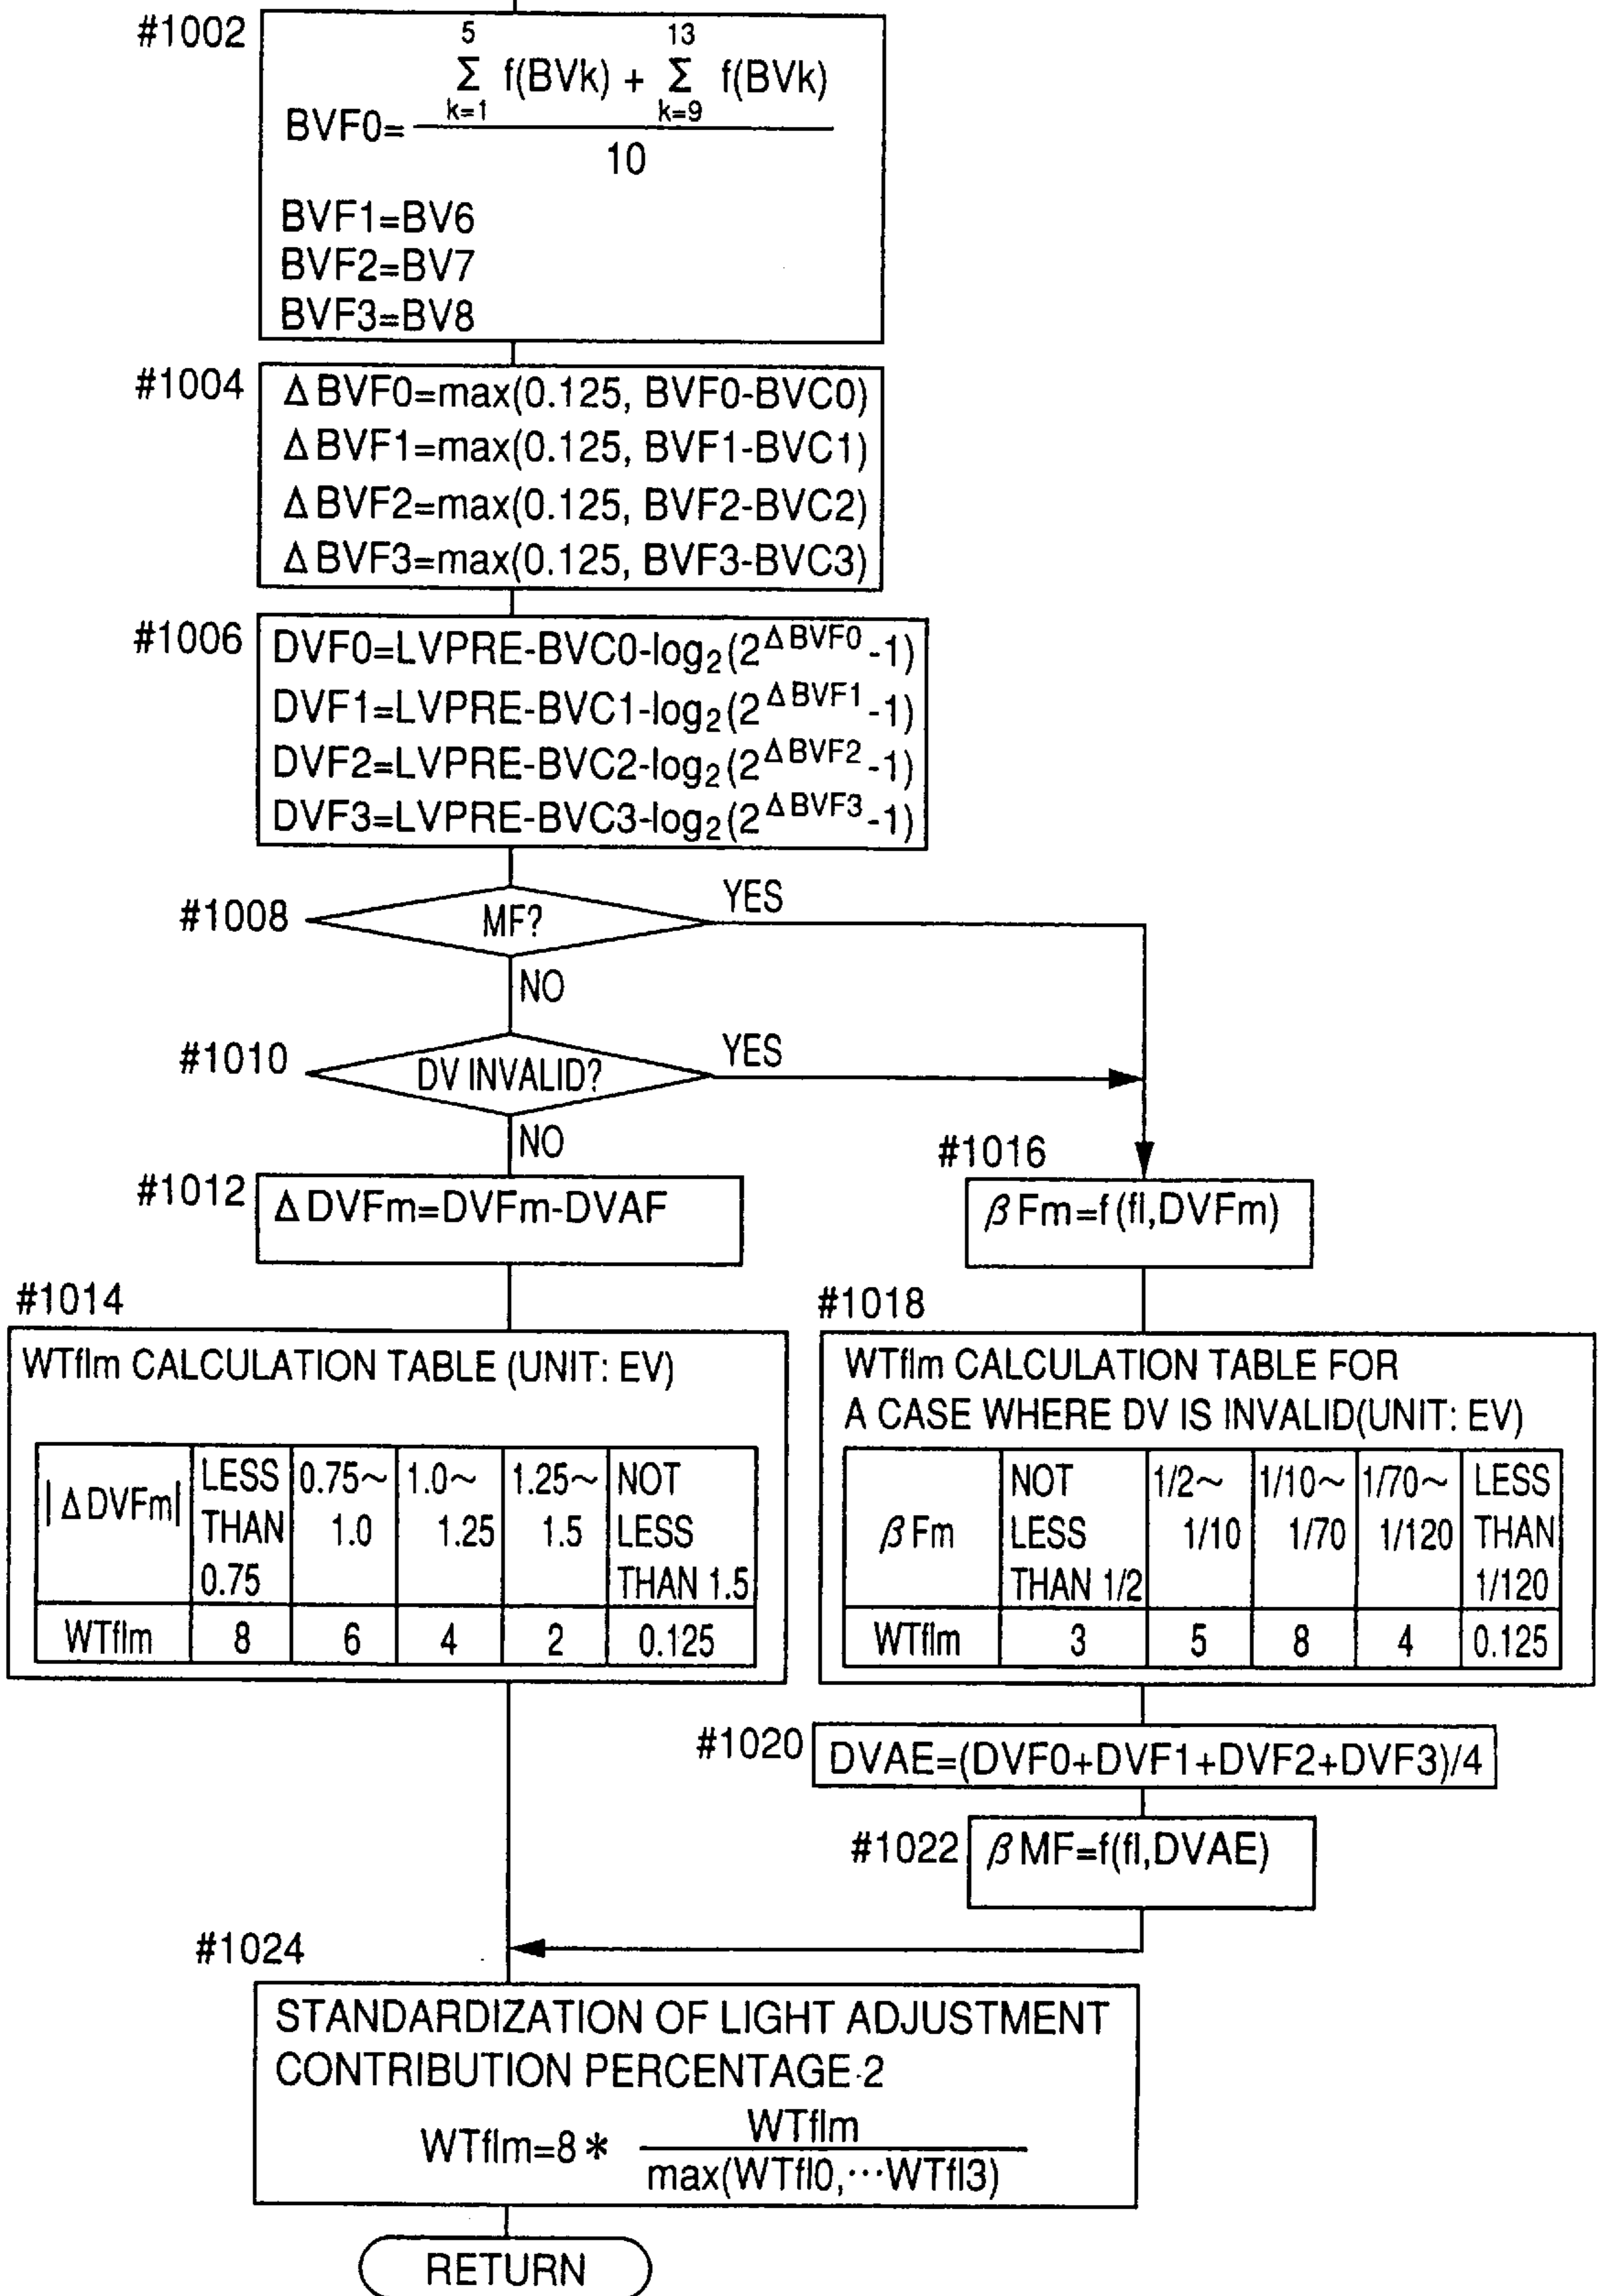 #1002
5 13
Σ f(BVk) + Σ f(BVk)
k=1 k=9
BVF0=
10
BVF1=BV6
BVF2=BV7
BVF3=BV8
#1004
ΔBVF0=max(0.125, BVF0-BVC0)
ΔBVF1=max(0.125, BVF1-BVC1)
ΔBVF2=max(0.125, BVF2-BVC2)
ΔBVF3=max(0.125, BVF3-BVC3)
#1006
DVF0=LVPRE-BVC0-log₂(2^ΔBVF0-1)
DVF1=LVPRE-BVC1-log₂(2^ΔBVF1-1)
DVF2=LVPRE-BVC2-log₂(2^ΔBVF2-1)
DVF3=LVPRE-BVC3-log₂(2^ΔBVF3-1)
#1008
MF?
YES
NO
#1010
DV INVALID?
YES
NO
#1012
ΔDVFm=DVFm-DVAF
#1016
βFm=f(fl,DVFm)
#1014
WTflm CALCULATION TABLE (UNIT: EV)
|ΔDVFm| LESS THAN 0.75 0.75~1.0 1.0~1.25 1.25~1.5 NOT LESS THAN 1.5
WTflm 8 6 4 2 0.125
#1018
WTflm CALCULATION TABLE FOR
A CASE WHERE DV IS INVALID(UNIT: EV)
βFm NOT LESS THAN 1/2 1/2~1/10 1/10~1/70 1/70~1/120 LESS THAN 1/120
WTflm 3 5 8 4 0.125
#1020
DVAE=(DVF0+DVF1+DVF2+DVF3)/4
#1022
βMF=f(fl,DVAE)
#1024
STANDARDIZATION OF LIGHT ADJUSTMENT
CONTRIBUTION PERCENTAGE·2
WTflm
WTflm=8*
max(WTfl0,···WTfl3)
RETURN